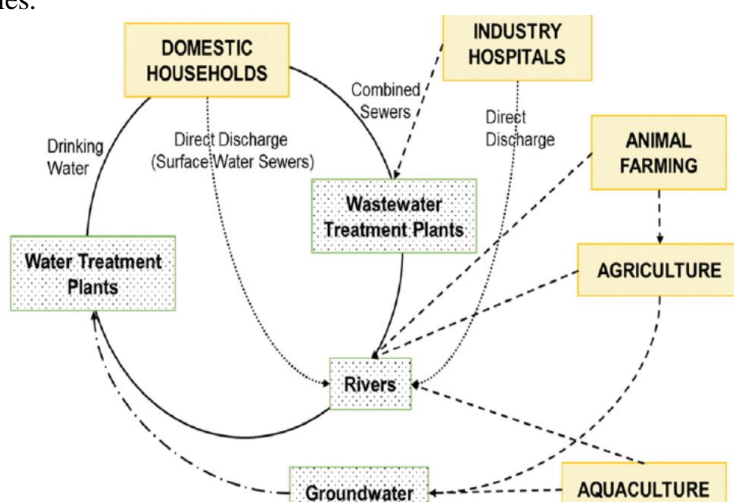 DOMESTIC
HOUSEHOLDS
INDUSTRY
HOSPITALS
Combined
Sewers
Drinking
Water
Direct Discharge
(Surface Water Sewers)
Direct
Discharge
ANIMAL
FARMING
Wastewater
Treatment Plants
Water Treatment
Plants
AGRICULTURE
Rivers
Groundwater
AQUACULTURE